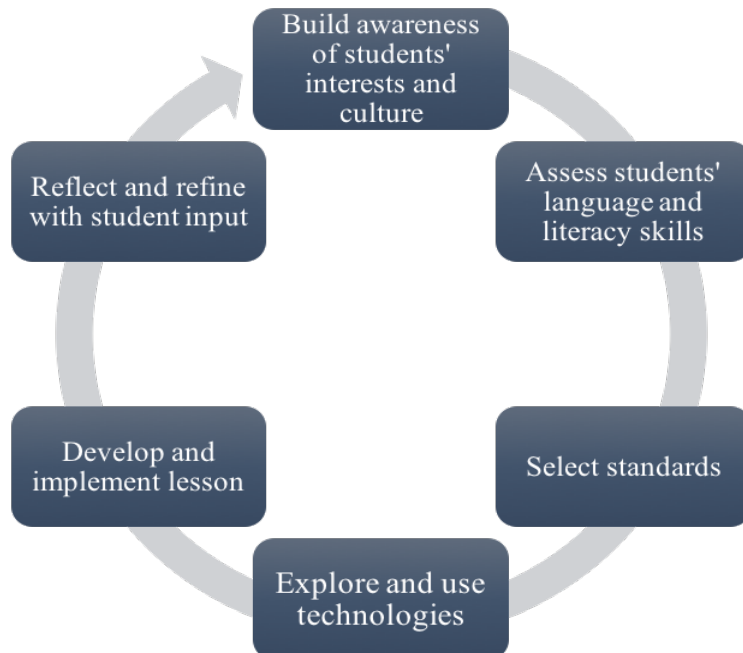 Build awareness
of students'
interests and
culture
Assess students'
language and
literacy skills
Select standards
Explore and use
technologies
Develop and
implement lesson
Reflect and refine
with student input